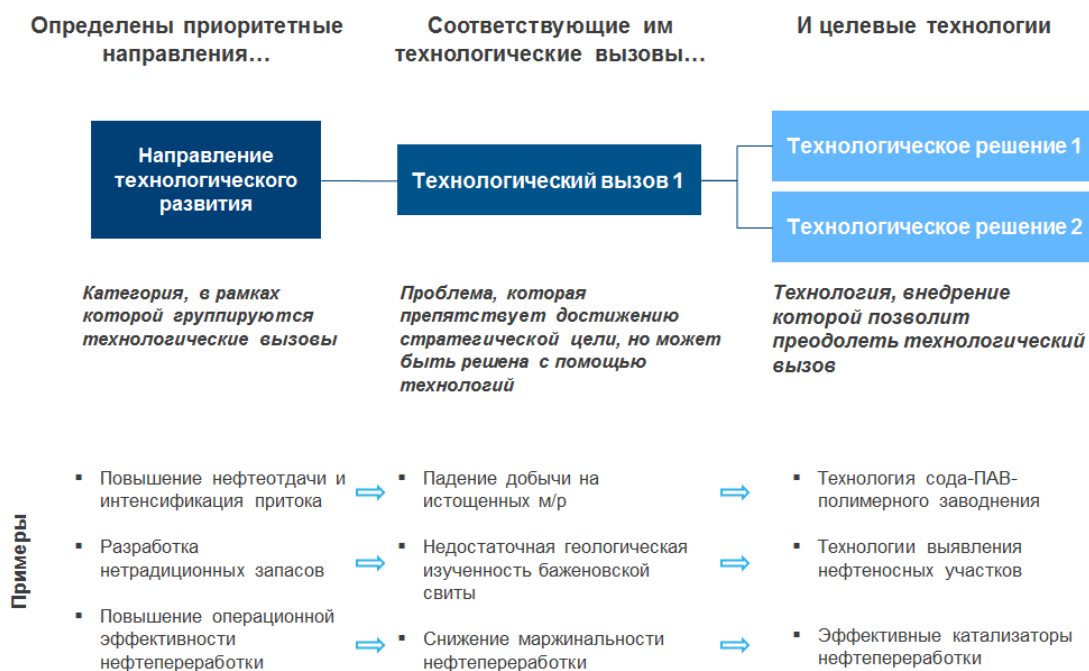 Определены приоритетные
направления…
Соответствующие им
технологические вызовы…
И целевые технологии
Направление
технологического
развития
Технологический вызов 1
Технологическое решение 1
Технологическое решение 2
Категория, в рамках
которой группируются
технологические вызовы
Проблема, которая
препятствует достижению
стратегической цели, но может
быть решена с помощью
технологий
Технология, внедрение
которой позволит
преодолеть технологический
вызов
Примеры
▪ Повышение нефтеотдачи и
интенсификация притока
▪ Падение добычи на
истощенных м/р
▪ Технология сода-ПАВ-
полимерного заводнения
▪ Разработка
нетрадиционных запасов
▪ Недостаточная геологическая
изученность баженовской
свиты
▪ Технологии выявления
нефтеносных участков
▪ Повышение операционной
эффективности
нефтепереработки
▪ Снижение маржинальности
нефтепереработки
▪ Эффективные катализаторы
нефтепереработки